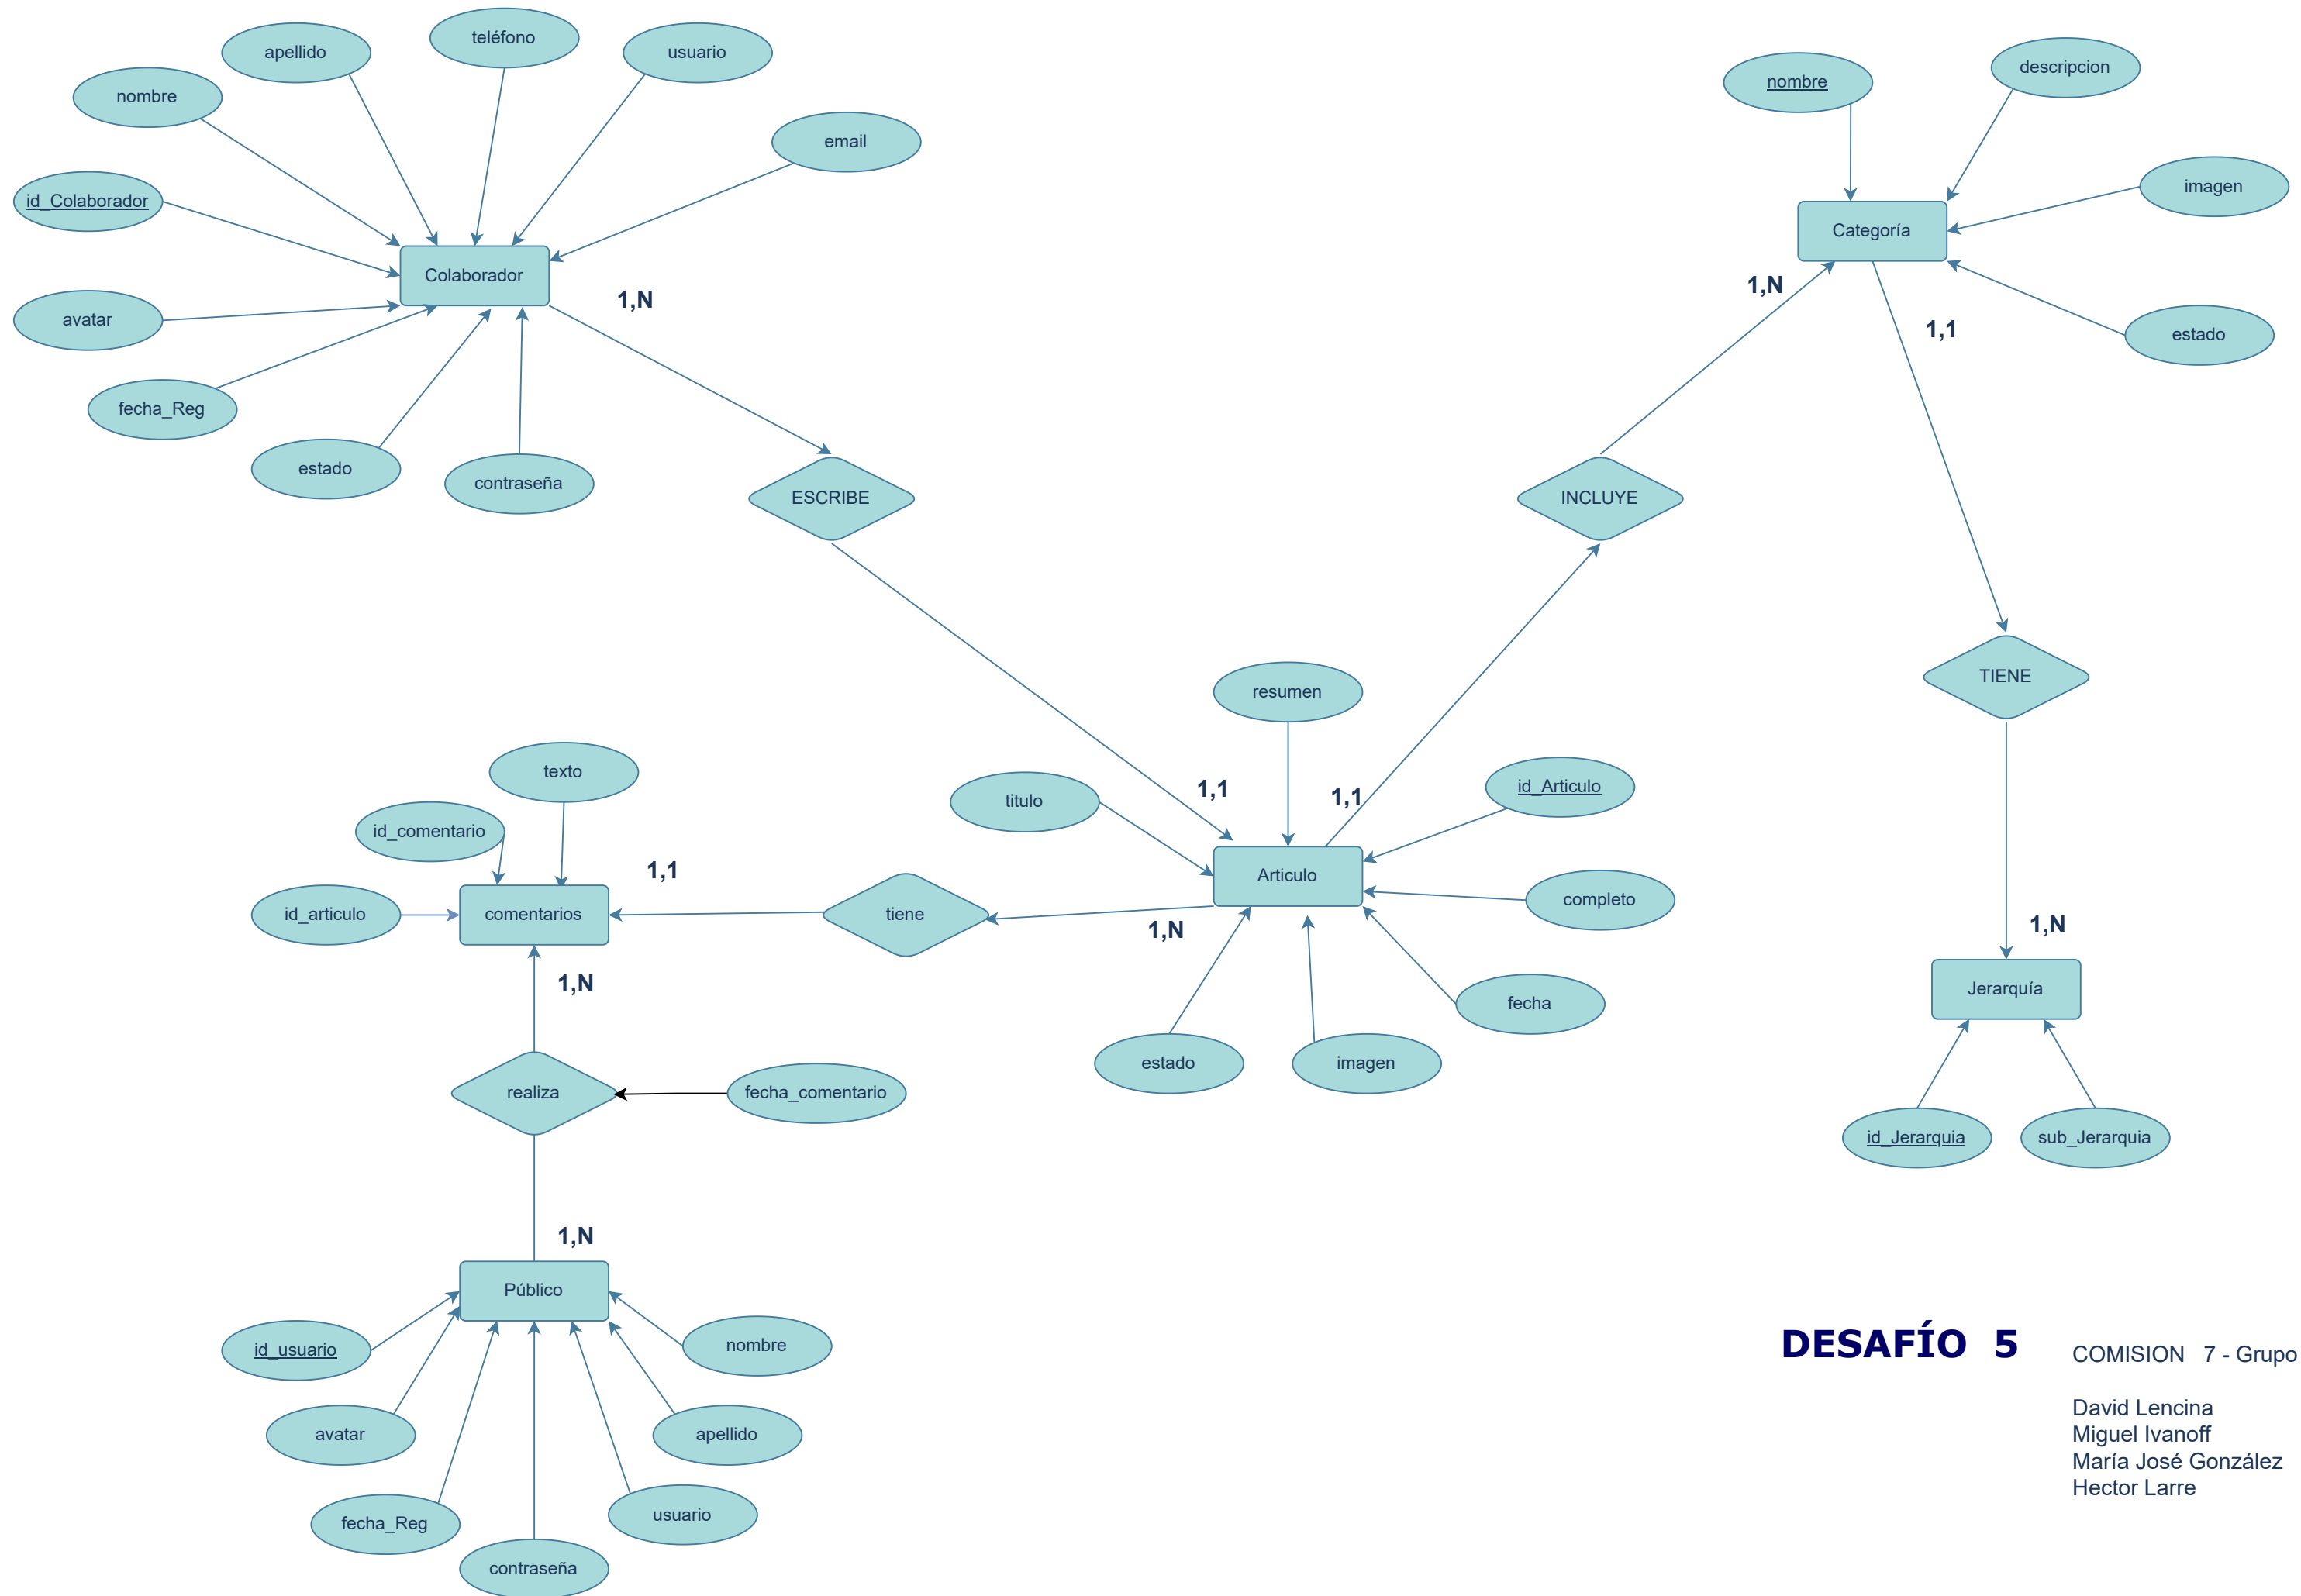 teléfono
apellido
usuario
nombre
email
id_Colaborador
Colaborador
avatar
1,N
fecha_Reg
estado
contraseña
ESCRIBE
nombre
descripcion
imagen
Categoría
1,N
1,1
estado
INCLUYE
TIENE
resumen
titulo
1,1
1,1
id_Articulo
Articulo
completo
1,N
fecha
estado
imagen
texto
id_comentario
1,1
id_articulo
comentarios
tiene
1,N
realiza
fecha_comentario
1,N
Público
id_usuario
nombre
avatar
apellido
fecha_Reg
usuario
contraseña
1,N
Jerarquía
id_Jerarquia
sub_Jerarquia
DESAFÍO 5
COMISION 7 - Grupo
David Lencina
Miguel Ivanoff
María José González
Hector Larre